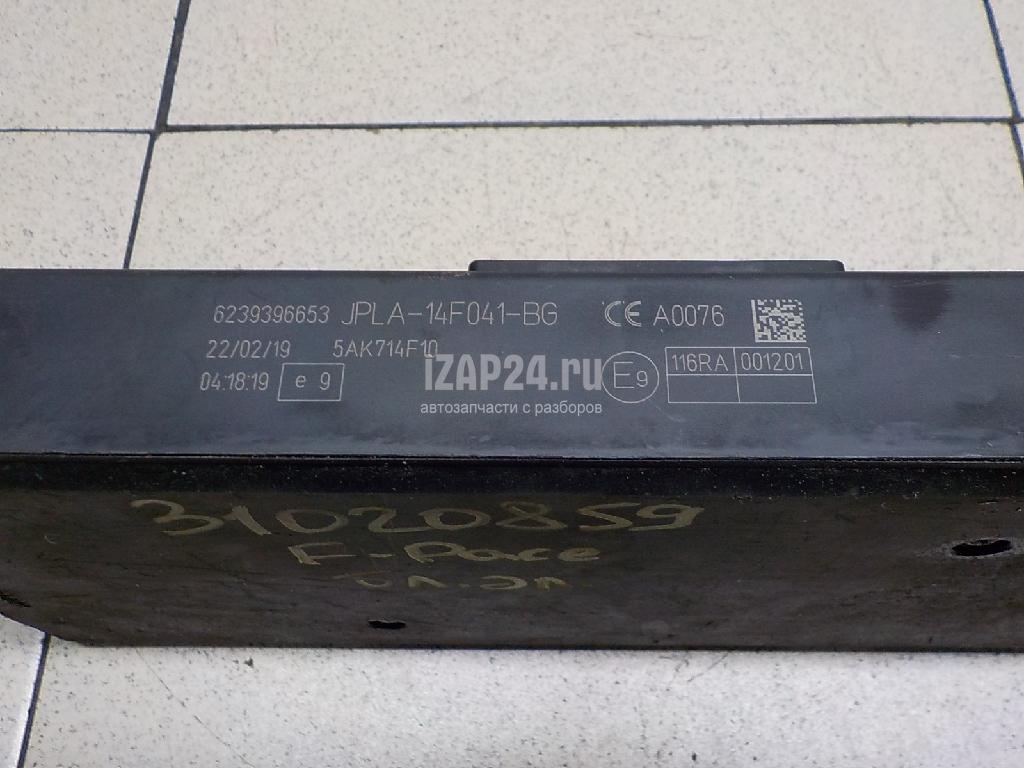 6239396653 JPLA-14F041-BG CE A0076
22/02/19 5AK714F10
04:18:19 e 9 E9 116RA 001201
iZAP24.ru
автозапчасти с разборов
31020859
F-Pace